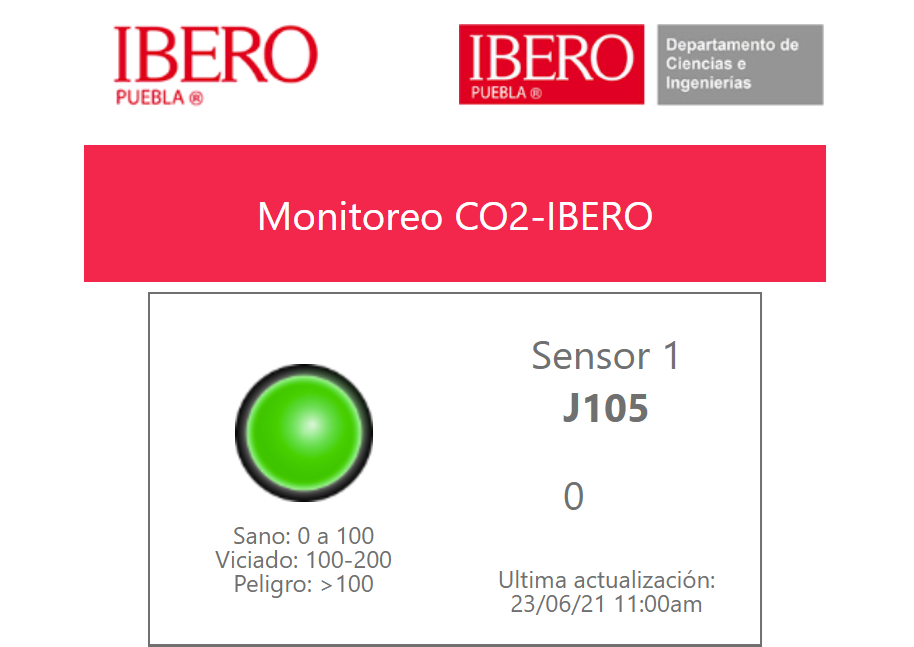 IBERO
PUEBLA ®
IBERO
PUEBLA ®
Departamento de
Ciencias e
Ingenierías
Monitoreo CO2-IBERO
Sensor 1
J105
0
Sano: 0 a 100
Viciado: 100-200
Peligro: >100
Ultima actualización:
23/06/21 11:00am